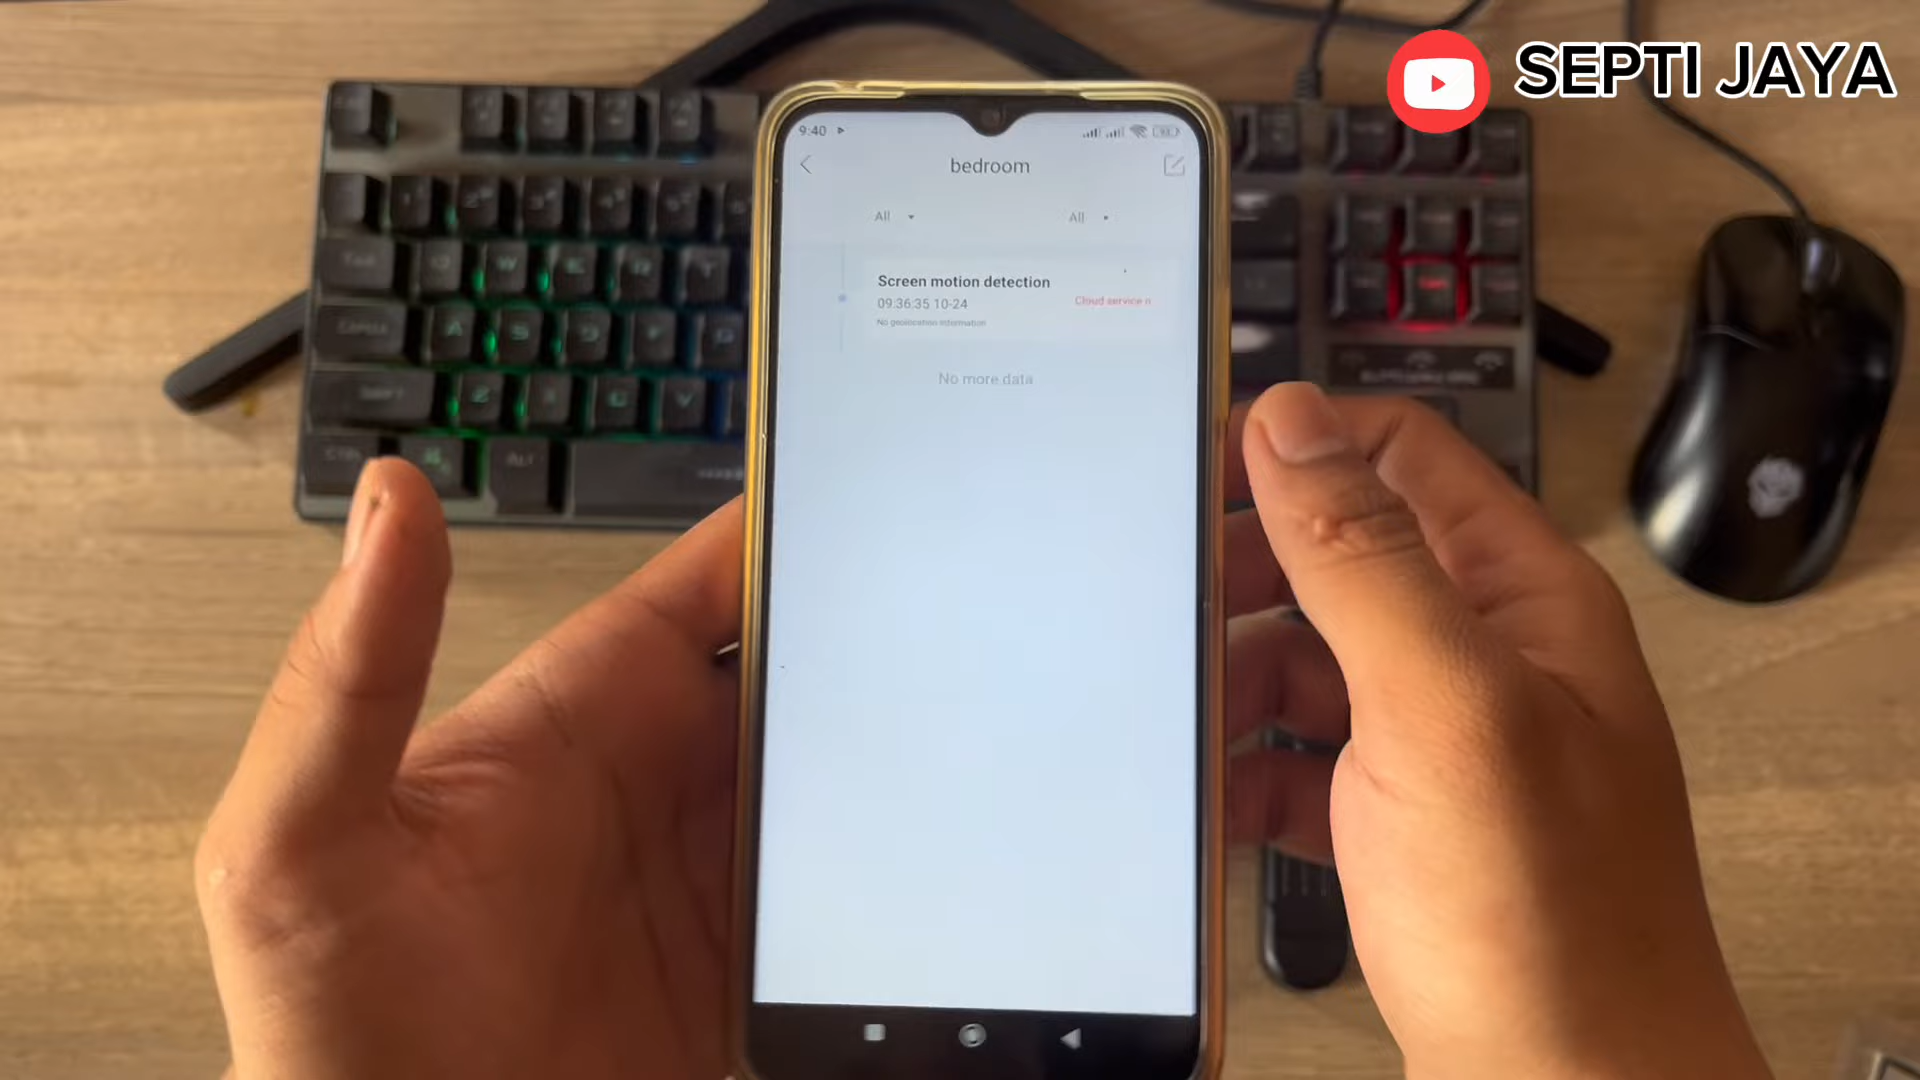 SEPTI JAYA
9:40
bedroom
All
All
Screen motion detection
09:36:35 10-24
Cloud service n
No geolocation information
No more data
W
E
T
A
S
D
F
Z
C
V
ALT